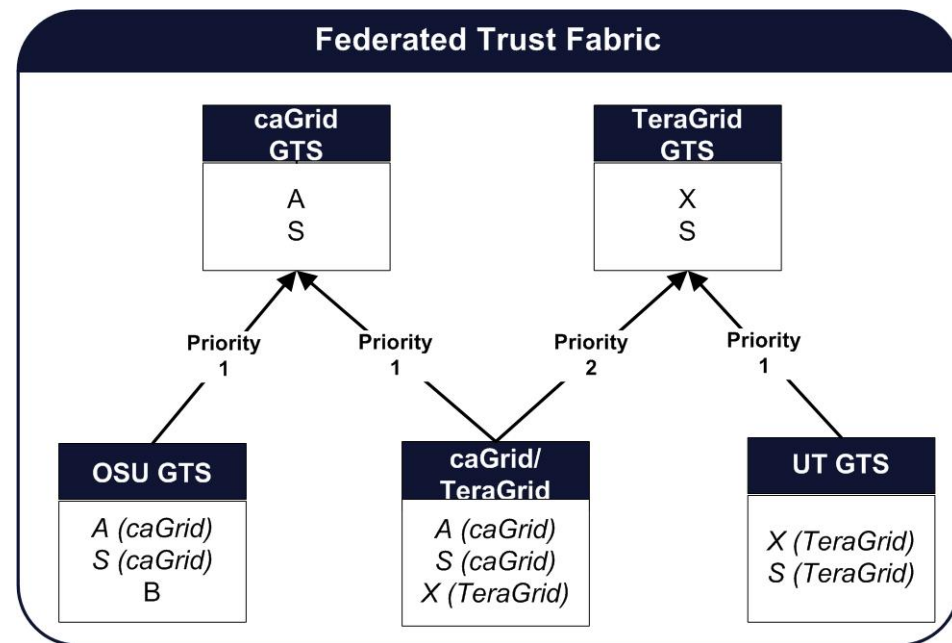 Federated Trust Fabric
caGrid
GTS
A
S
TeraGrid
GTS
X
S
Priority
1
Priority
1
Priority
2
Priority
1
OSU GTS
A (caGrid)
S (caGrid)
B
caGrid/
TeraGrid
A (caGrid)
S (caGrid)
X (TeraGrid)
UT GTS
X (TeraGrid)
S (TeraGrid)